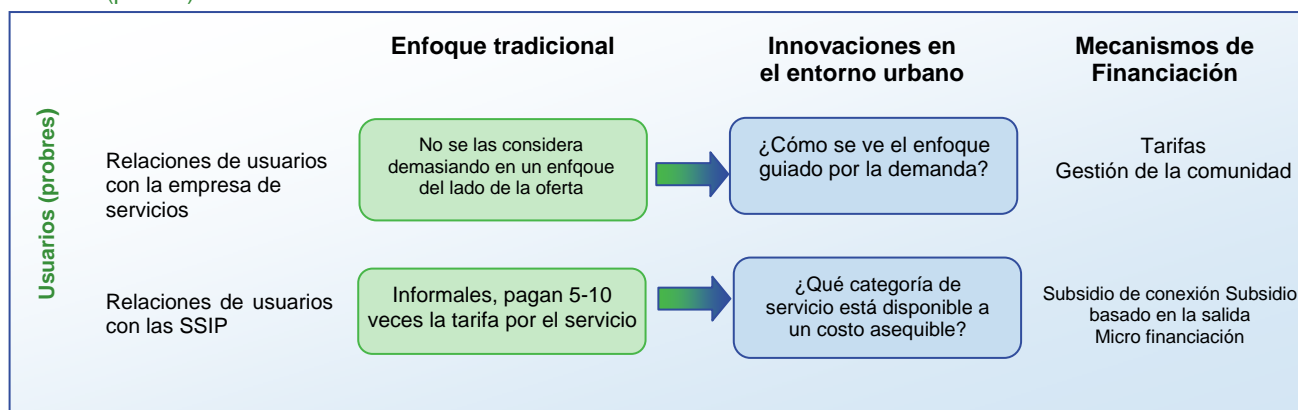 Enfoque tradicional
Innovaciones en
el entorno urbano
Mecanismos de
Financiación
Usuarios (probres)
Relaciones de usuarios
con la empresa de
servicios
No se las considera
demasiando en un enfqoue
del lado de la oferta
¿Cómo se ve el enfoque
guiado por la demanda?
Tarifas
Gestión de la comunidad
Relaciones de usuarios
con las SSIP
Informales, pagan 5-10
veces la tarifa por el servicio
¿Qué categoría de
servicio está disponible a
un costo asequible?
Subsidio de conexión Subsidio
basado en la salida
Micro financiación